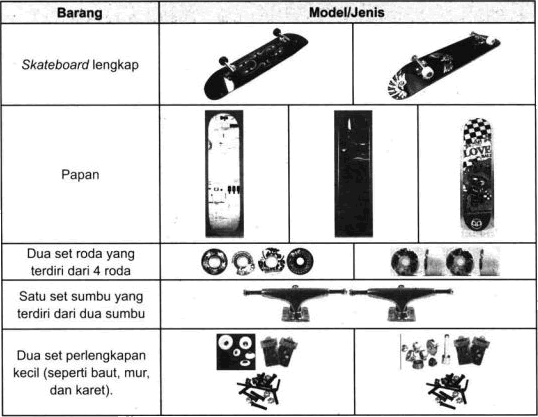 Barang
Model/Jenis
Skateboard lengkap
Papan
LOVE
Dua set roda yang
terdiri dari 4 roda
Satu set sumbu yang
terdiri dari dua sumbu
Dua set perlengkapan
kecil (seperti baut, mur,
dan karet).